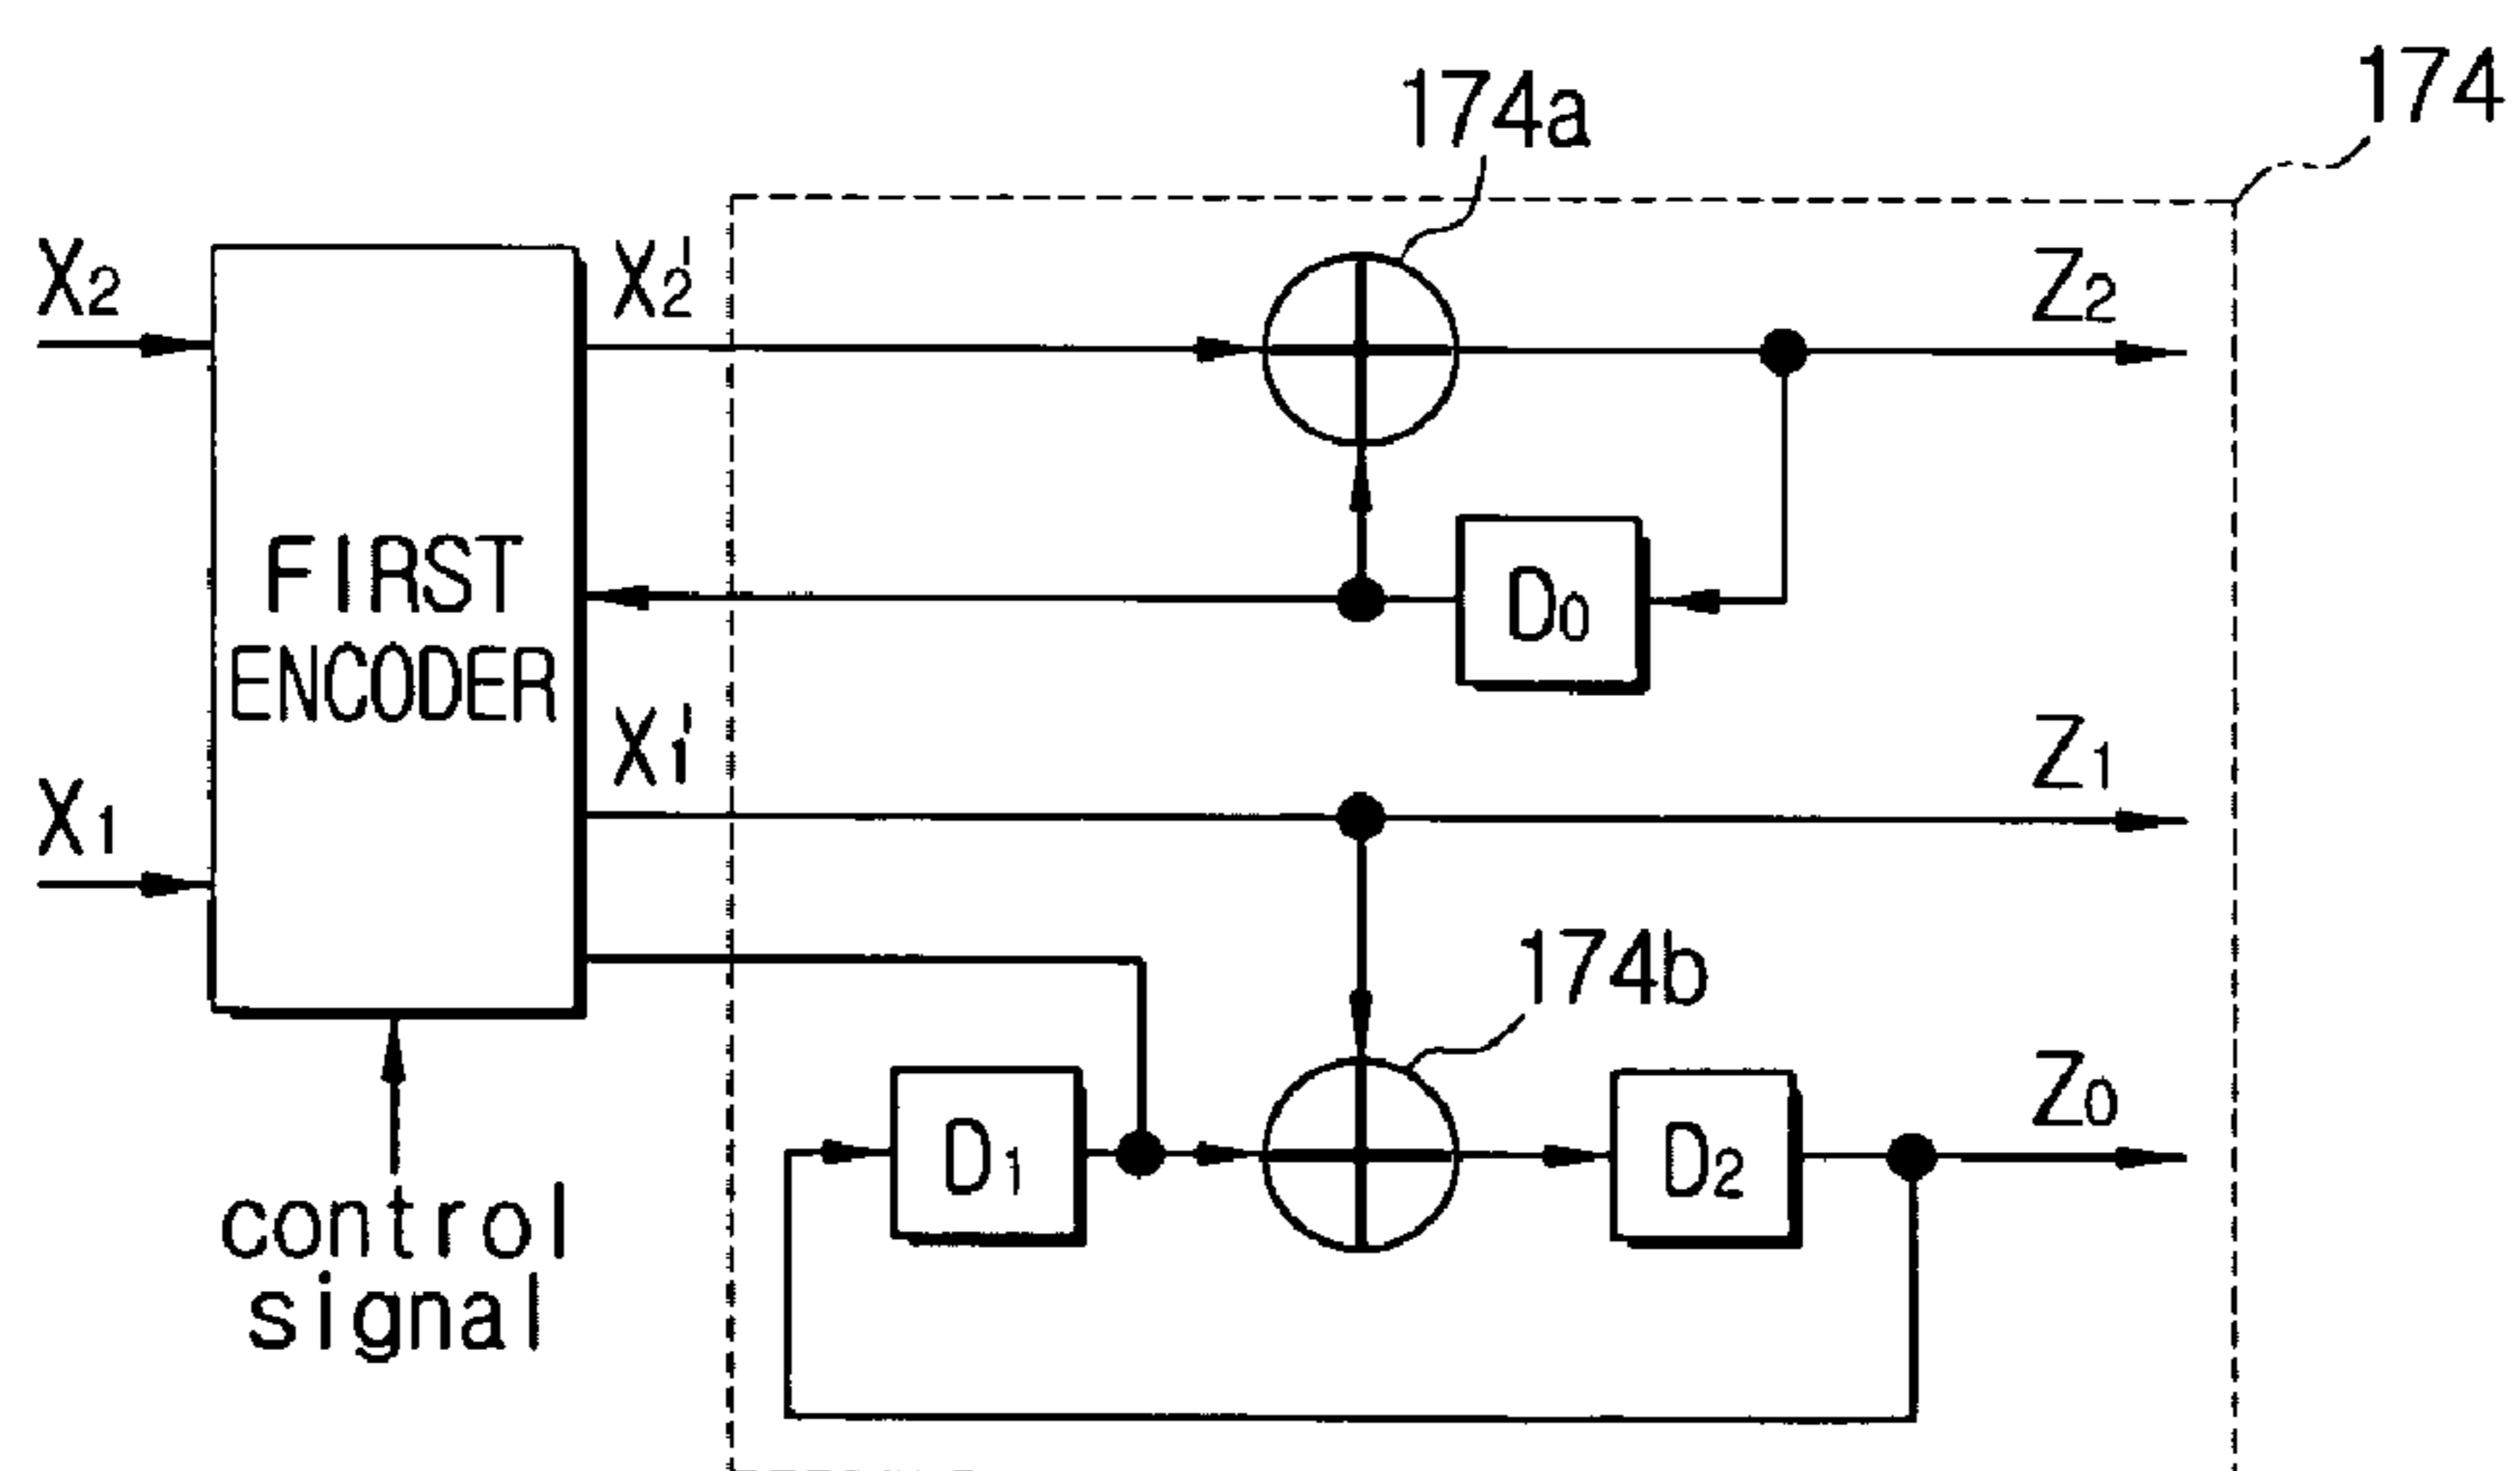 174
174a
X2
X2'
Z2
FIRST
ENCODER
D0
X1'
Z1
X1
174b
D1
D2
Z0
control
signal